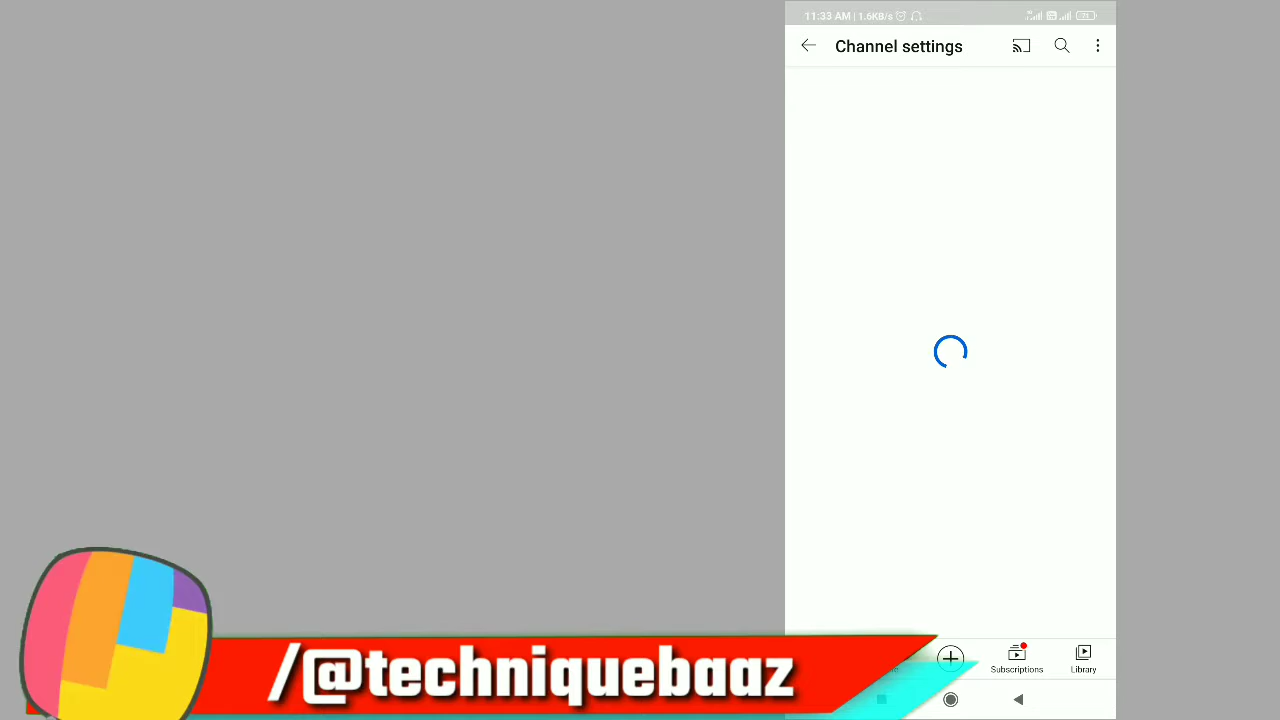 11:33 AM | 1.6KB/s
Channel settings
Subscriptions
Library
/@techniquebaaz